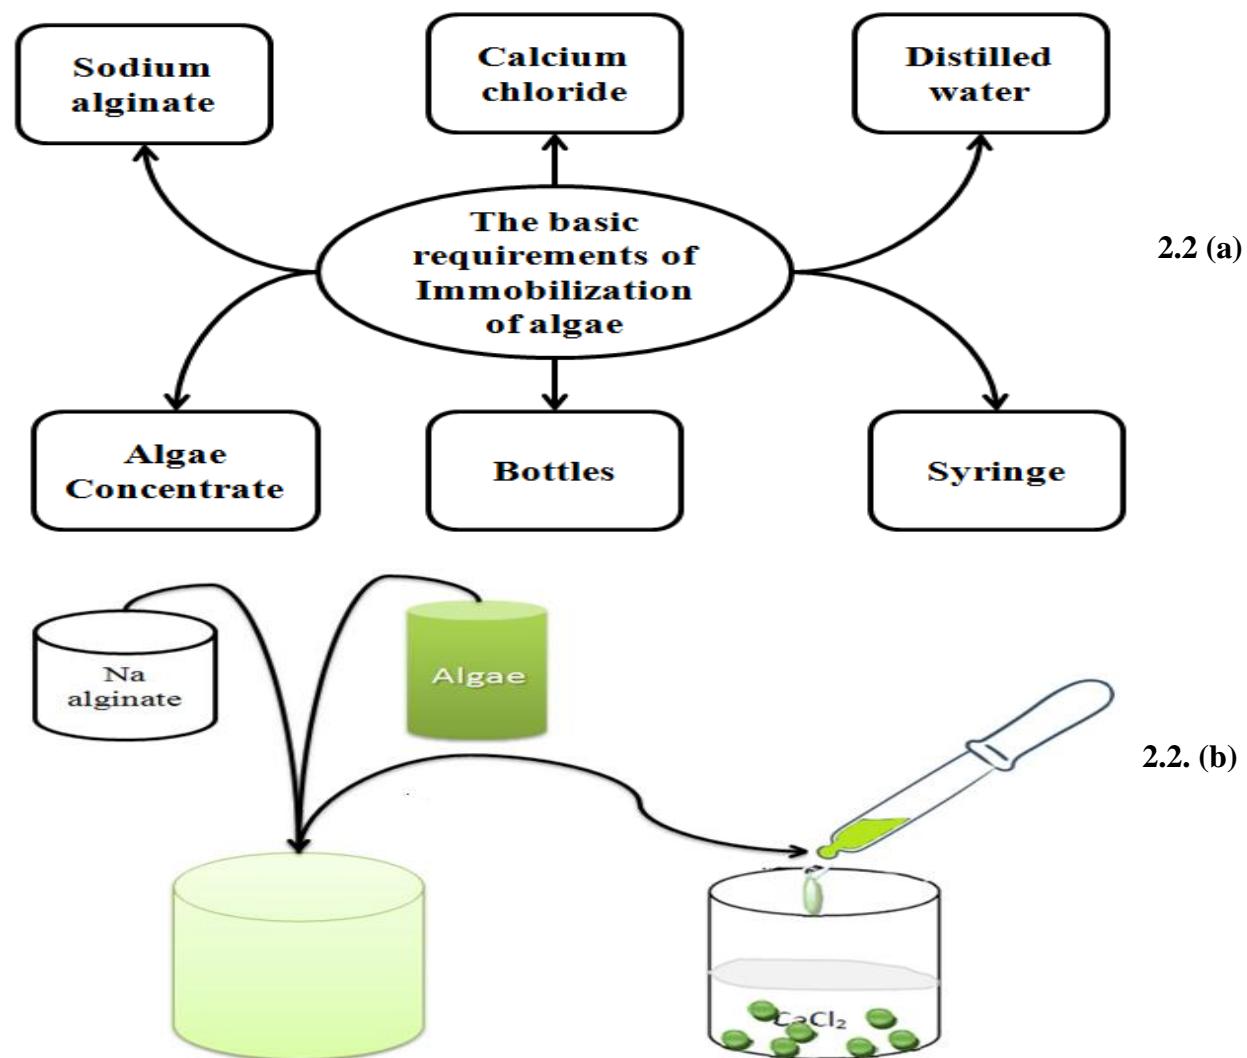 Sodium
alginate
Calcium
chloride
Distilled
water
The basic
requirements of
Immobilization
of algae
2.2 (a)
Algae
Concentrate
Bottles
Syringe
Na
alginate
Algae
2.2. (b)
CaCl₂